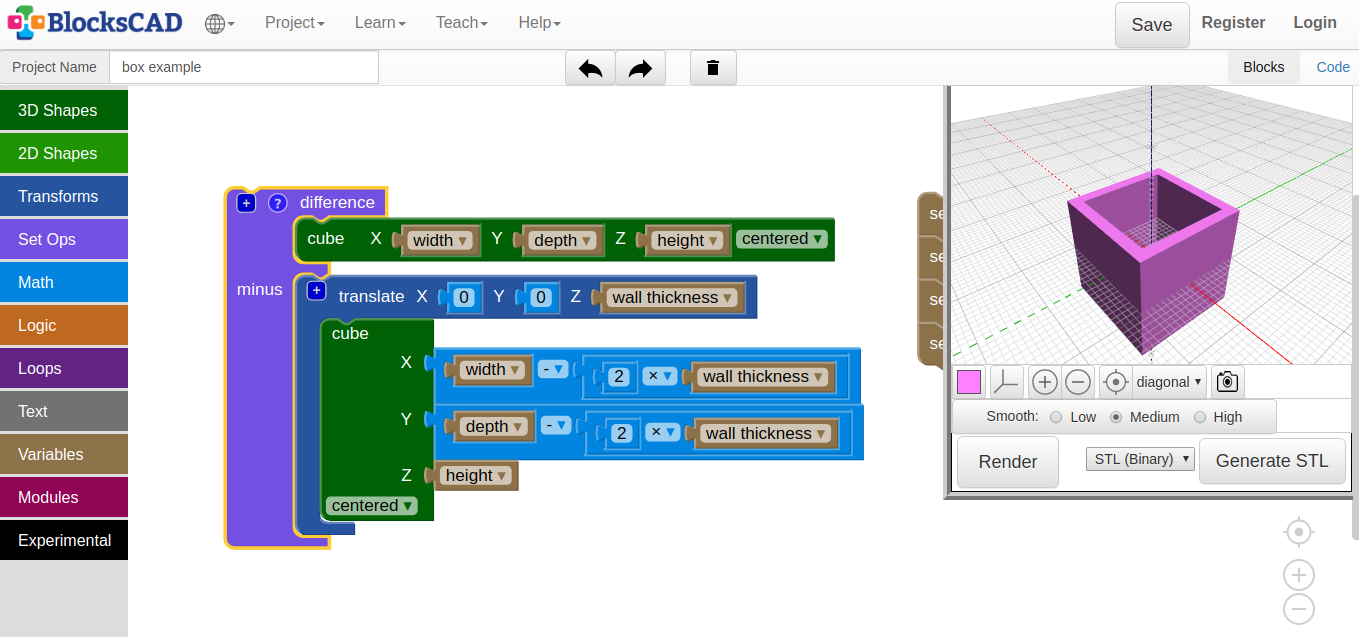 BlocksCAD Project Learn Teach Help Save Register Login
Project Name box example Blocks Code
3D Shapes
2D Shapes
Transforms
Set Ops
Math
Logic
Loops
Text
Variables
Modules
Experimental
+ ? difference
cube X width Y depth Z height centered
minus
+ translate X 0 Y 0 Z wall thickness
cube
X width - 2 × wall thickness
Y depth - 2 × wall thickness
Z height
centered
se
se
se
se
diagonal
Smooth: Low Medium High
Render STL (Binary) Generate STL